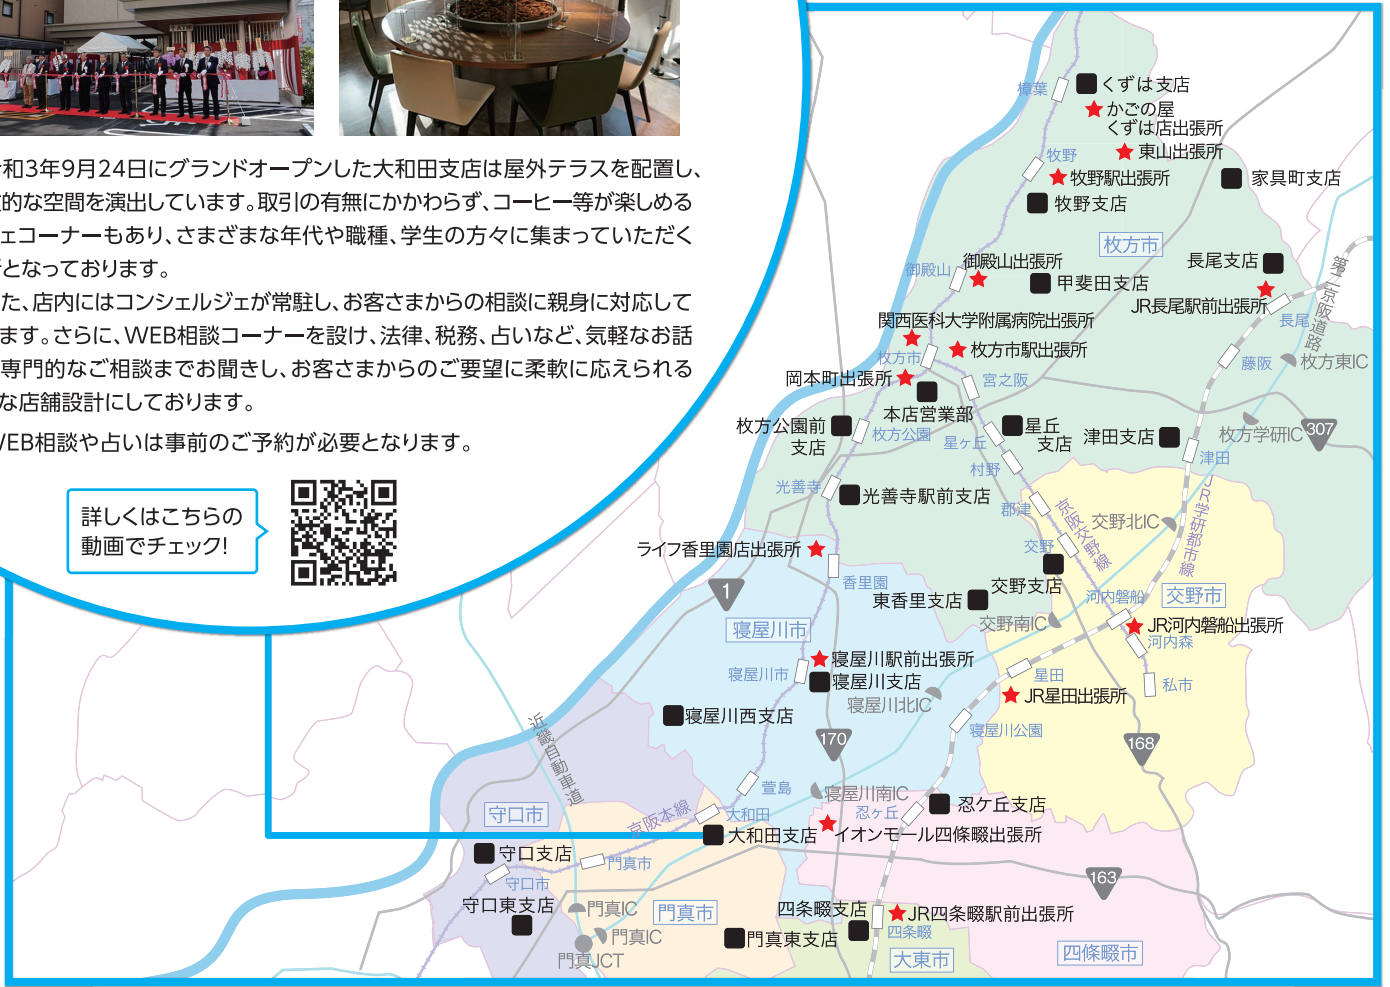 和3年9月24日にグランドオープンした大和田支店は屋外テラスを配置し、
的な空間を演出しています。取引の有無にかかわらず、コーヒー等が楽しめる
ェコーナーもあり、さまざまな年代や職種、学生の方々に集まっていただく
となっております。
た、店内にはコンシェルジェが常駐し、お客さまからの相談に親身に対応して
ます。さらに、WEB相談コーナーを設け、法律、税務、占いなど、気軽なお話
専門的なご相談までお聞きし、お客さまからのご要望に柔軟に応えられる
な店舗設計にしております。
WEB相談や占いは事前のご予約が必要となります。
詳しくはこちらの
動画でチェック!
樟葉
くずは支店
かごの屋
くずは店出張所
東山出張所
牧野
牧野駅出張所
家具町支店
牧野支店
枚方市
御殿山
御殿山出張所
甲斐田支店
長尾支店
JR長尾駅前出張所
長尾
第二京阪道路
関西医科大学附属病院出張所
枚方市
枚方市駅出張所
藤阪
枚方東IC
岡本町出張所
宮之阪
本店営業部
枚方公園前
支店
枚方公園
星ヶ丘
星丘
支店
津田支店
枚方学研IC
307
村野
津田
光善寺
光善寺駅前支店
郡津
京阪交野線
交野北IC
JR学研都市線
ライフ香里園店出張所
交野
香里園
交野支店
1
東香里支店
河内磐船
交野市
寝屋川市
交野南IC
JR河内磐船出張所
河内森
寝屋川市
寝屋川駅前出張所
寝屋川支店
寝屋川北IC
星田
JR星田出張所
私市
寝屋川西支店
近畿自動車道
170
寝屋川公園
168
萱島
寝屋川南IC
忍ケ丘支店
守口市
京阪本線
大和田
忍ヶ丘
大和田支店
イオンモール四條畷出張所
守口支店
門真市
守口市
163
守口東支店
門真IC
門真市
四条畷支店
JR四条畷駅前出張所
門真IC
門真東支店
四条畷
門真JCT
大東市
四條畷市